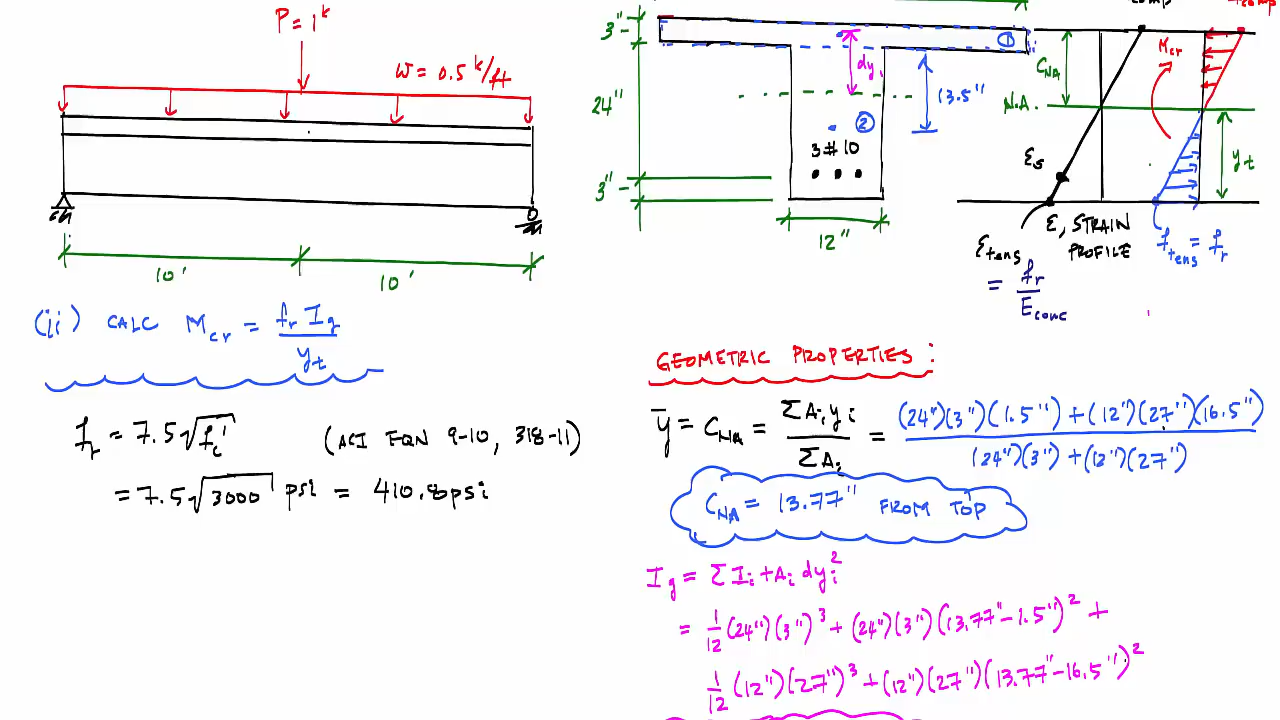 P = 1ᵏ
W = 0.5 ᵏ/ft
10'
10'
3"
24"
3"
12"
①
dy₁
13.5"
②
3 # 10
C_NA
N.A.
M_cr
y_t
ε_s
ε, STRAIN PROFILE
ε_tens = f_r / E_conc
f_tens = f_r
(ii) CALC M_cr = f_r I_g / y_t
f_r = 7.5√f_c' (ACI EQN 9-10, 318-11)
= 7.5√3000 psi = 410.8 psi
GEOMETRIC PROPERTIES :
ȳ = C_NA = ΣA_i y_i / ΣA_i = (24")(3")(1.5") + (12")(27")(16.5") / (24")(3") + (12")(27")
C_NA = 13.77" FROM TOP
I_g = Σ I_i + A_i dy_i²
= 1/12 (24")(3")³ + (24")(3")(13.77" - 1.5")² +
1/12 (12")(27")³ + (12")(27")(13.77" - 16.5")²